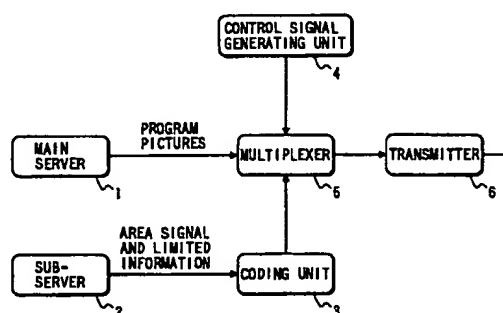 CONTROL SIGNAL
GENERATING UNIT
4
PROGRAM
PICTURES
MAIN
SERVER
1
MULTIPLEXER
5
TRANSMITTER
6
AREA SIGNAL
AND LIMITED
INFORMATION
SUB-
SERVER
2
CODING UNIT
3